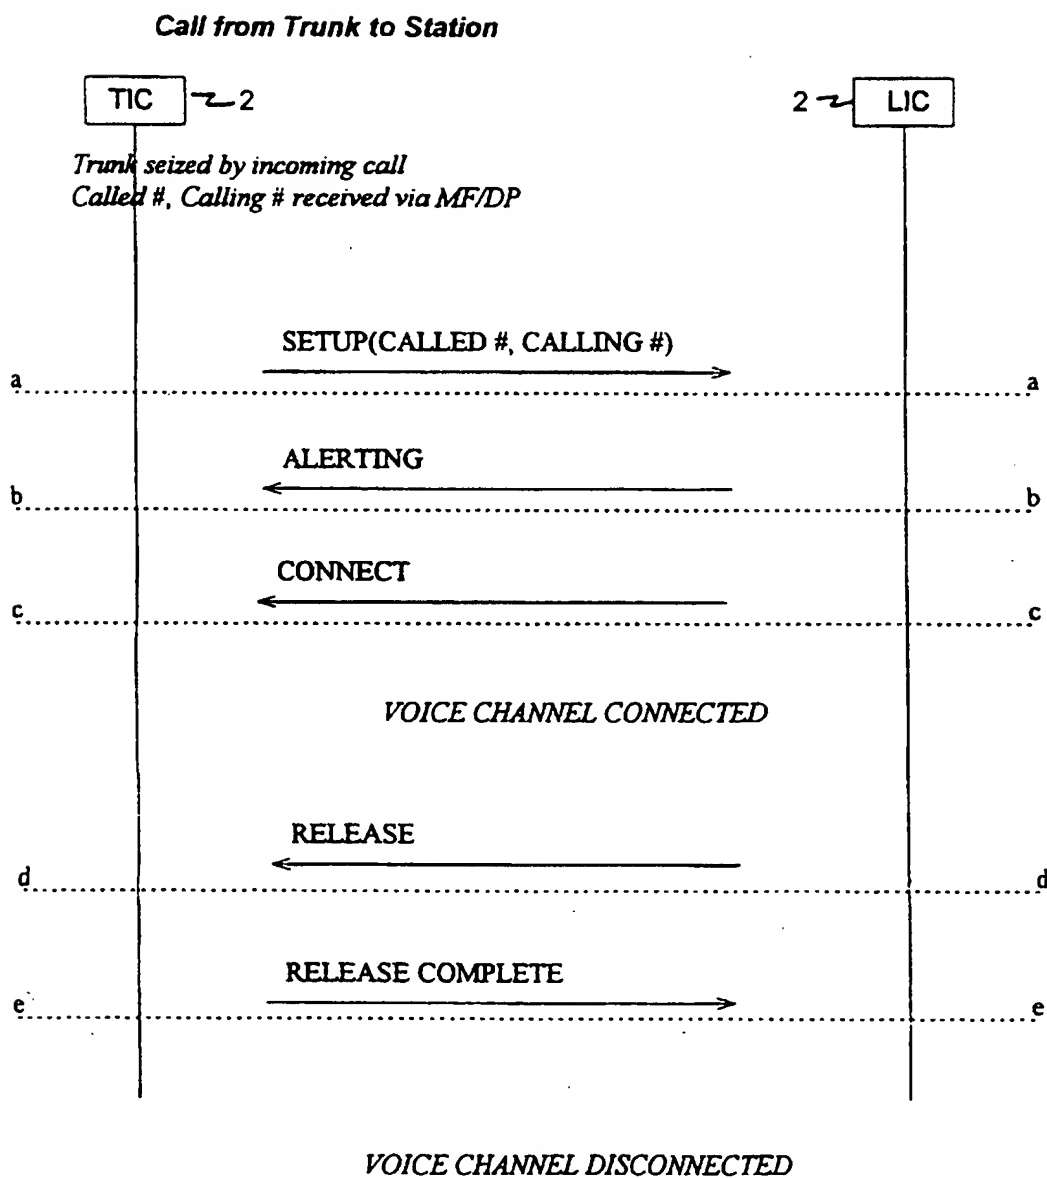 Call from Trunk to Station
TIC 2
2 LIC
Trunk seized by incoming call
Called #, Calling # received via MF/DP
SETUP(CALLED #, CALLING #)
a a
ALERTING
b b
CONNECT
c c
VOICE CHANNEL CONNECTED
RELEASE
d d
RELEASE COMPLETE
e e
VOICE CHANNEL DISCONNECTED